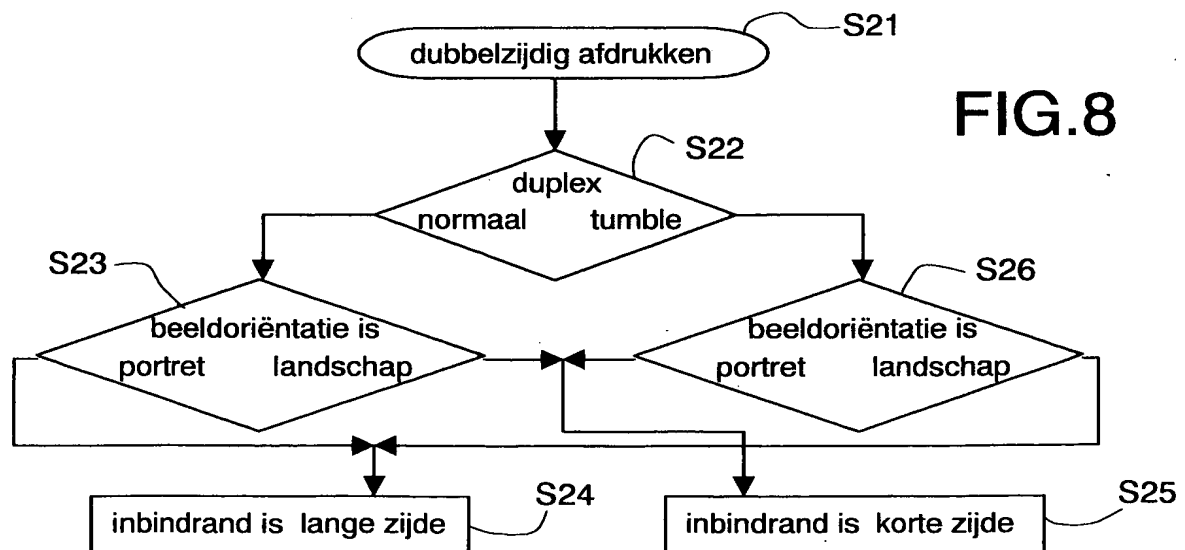 S21
dubbelzijdig afdrukken
FIG.8
S22
duplex
normaal tumble
S23
beeldoriëntatie is
portret landschap
S26
beeldoriëntatie is
portret landschap
S24
inbindrand is lange zijde
S25
inbindrand is korte zijde